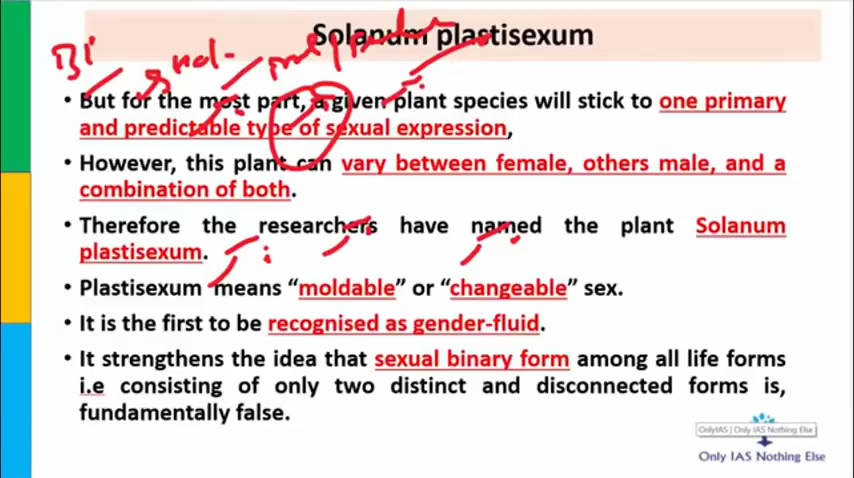 Solanum plastisexum
• But for the most part, a given plant species will stick to one primary
and predictable type of sexual expression,
• However, this plant can vary between female, others male, and a
combination of both.
• Therefore the researchers have named the plant Solanum
plastisexum.
• Plastisexum means “moldable” or “changeable” sex.
• It is the first to be recognised as gender-fluid.
• It strengthens the idea that sexual binary form among all life forms
i.e consisting of only two distinct and disconnected forms is,
fundamentally false.
OnlyIAS | Only IAS Nothing Else
Only IAS Nothing Else